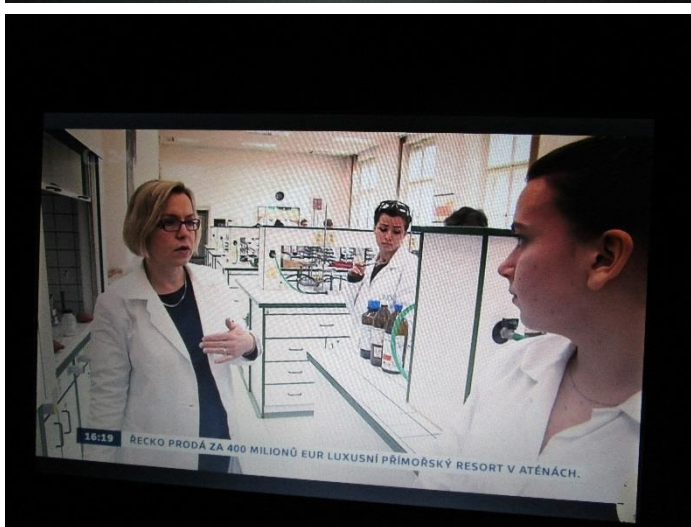 16:19 ŘECKO PRODÁ ZA 400 MILIONŮ EUR LUXUSNÍ PŘÍMOŘSKÝ RESORT V ATÉNÁCH.